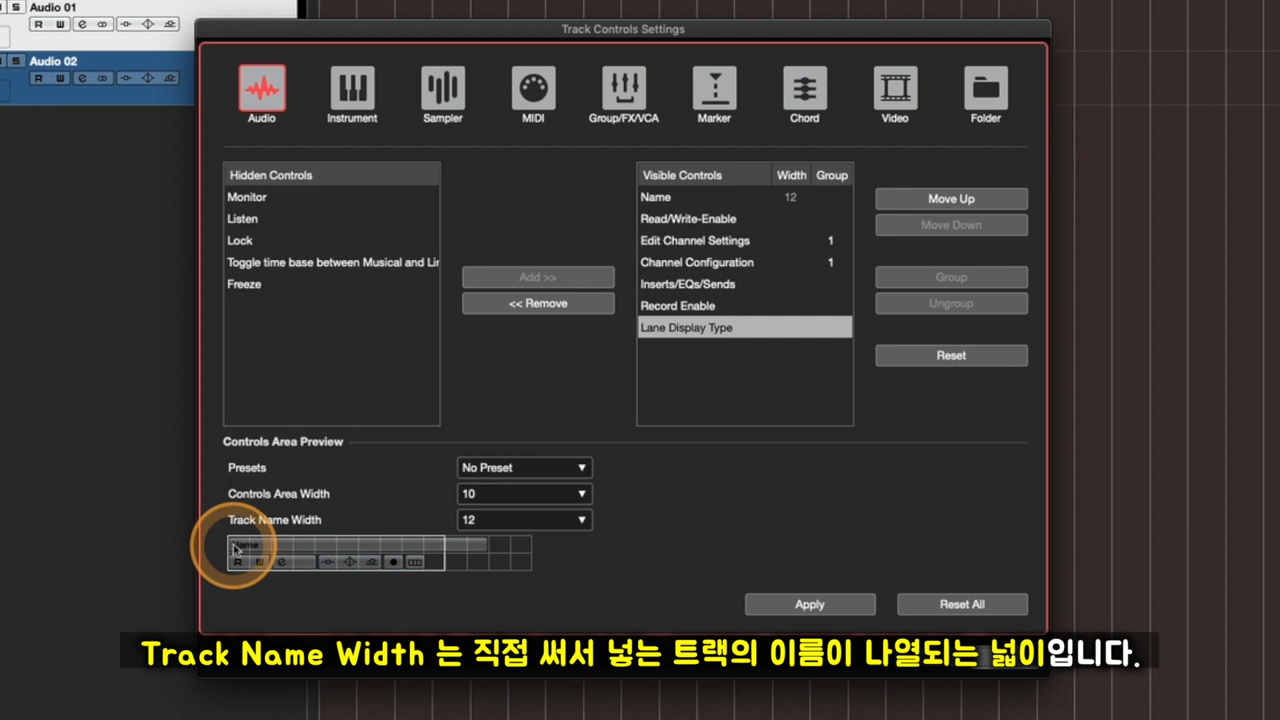 S Audio 01
R W e
S Audio 02
R W e
Track Controls Settings
Audio
Instrument
Sampler
MIDI
Group/FX/VCA
Marker
Chord
Video
Folder
Hidden Controls
Monitor
Listen
Lock
Toggle time base between Musical and Lir
Freeze
Add >>
<< Remove
Visible Controls Width Group
Name 12
Read/Write-Enable
Edit Channel Settings 1
Channel Configuration 1
Inserts/EQs/Sends
Record Enable
Lane Display Type
Move Up
Move Down
Group
Ungroup
Reset
Controls Area Preview
Presets No Preset
Controls Area Width 10
Track Name Width 12
Name
R W e
Apply
Reset All
Track Name Width 는 직접 써서 넣는 트랙의 이름이 나열되는 넓이입니다.